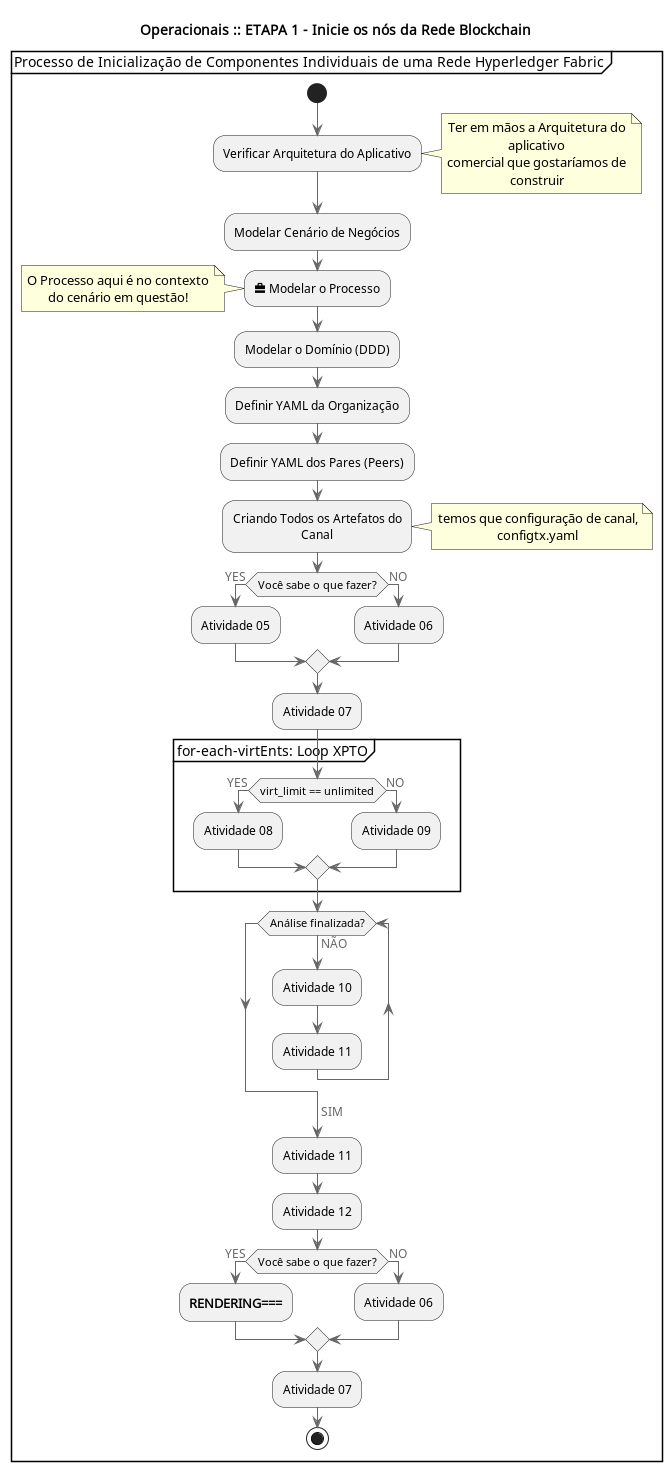 Operacionais :: ETAPA 1 - Inicie os nós da Rede Blockchain
Processo de Inicialização de Componentes Individuais de uma Rede Hyperledger Fabric
Verificar Arquitetura do Aplicativo
Ter em mãos a Arquitetura do
aplicativo
comercial que gostaríamos de
construir
Modelar Cenário de Negócios
O Processo aqui é no contexto
do cenário em questão!
Modelar o Processo
Modelar o Domínio (DDD)
Definir YAML da Organização
Definir YAML dos Pares (Peers)
Criando Todos os Artefatos do
Canal
temos que configuração de canal,
configtx.yaml
YES
Você sabe o que fazer?
NO
Atividade 05
Atividade 06
Atividade 07
for-each-virtEnts: Loop XPTO
YES
virt_limit == unlimited
NO
Atividade 08
Atividade 09
Análise finalizada?
NÃO
Atividade 10
Atividade 11
SIM
Atividade 11
Atividade 12
YES
Você sabe o que fazer?
NO
RENDERING===
Atividade 06
Atividade 07